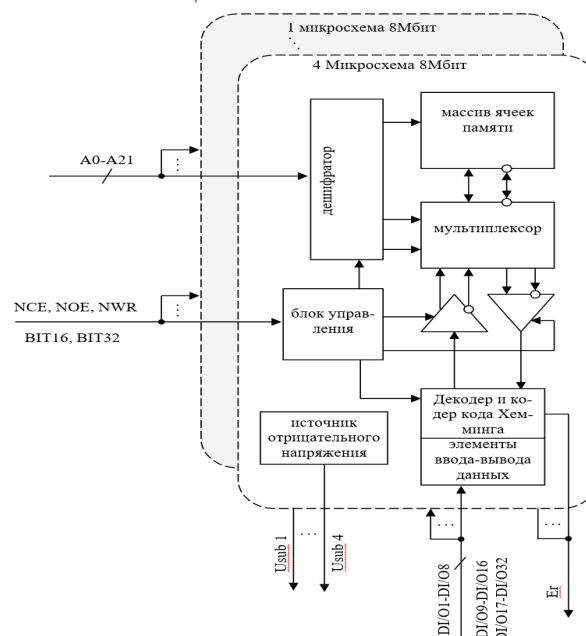 1 микросхема 8Мбит
4 Микросхема 8Мбит
массив ячеек
памяти
A0-A21
дешифратор
мультиплексор
NCE, NOE, NWR
BIT16, BIT32
блок управ-
ления
Декодер и ко-
дер кода Хем-
минга
элементы
ввода-вывода
данных
источник
отрицательного
напряжения
Usub 1
Usub 4
DI/O1-DI/O8
DI/O9-DI/O16
DI/O17-DI/O32
Er